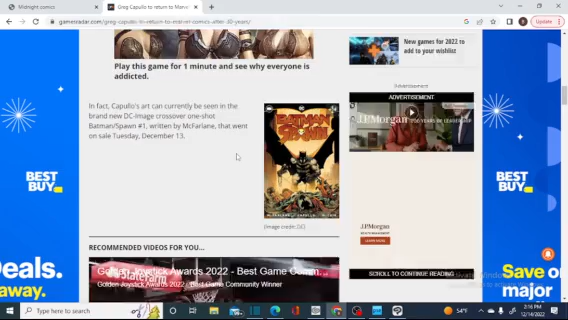 Midnight comics
Greg Capullo to return to Marv
gamesradar.com/greg-capullo-to-return-to-marvel-comics-after-30-years/
Update
Play this game for 1 minute and see why everyone is
addicted.
In fact, Capullo's art can currently be seen in the
brand new DC-Image crossover one-shot
Batman/Spawn #1, written by McFarlane, that went
on sale Tuesday, December 13.
BATMAN
SPAWN
(Image credit: DC)
RECOMMENDED VIDEOS FOR YOU...
Golden Joystick Awards 2022 - Best Game Comm
Golden Joystick Awards 2022 - Best Game Community Winner
StateFarm
New games for 2022 to
add to your wishlist
Advertisement
ADVERTISEMENT
J.P.Morgan
J.P.Morgan
LEARN MORE
SCROLL TO CONTINUE READING
BEST
BUY
BEST
BUY
Deals.
away.
Save
major
Type here to search
54°F
2:16 PM
12/14/2022